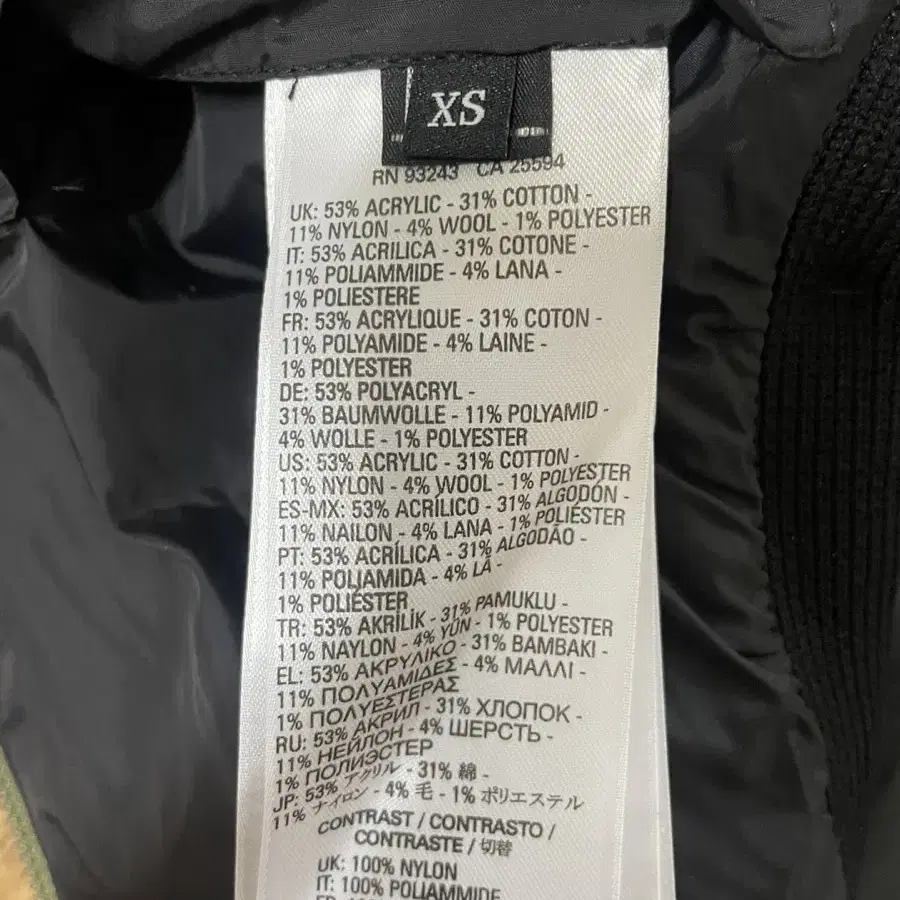 XS
RN 93243 CA 25594
UK: 53% ACRYLIC - 31% COTTON -
11% NYLON - 4% WOOL - 1% POLYESTER
IT: 53% ACRILICA - 31% COTONE -
11% POLIAMMIDE - 4% LANA -
1% POLIESTERE
FR: 53% ACRYLIQUE - 31% COTON -
11% POLYAMIDE - 4% LAINE -
1% POLYESTER
DE: 53% POLYACRYL -
31% BAUMWOLLE - 11% POLYAMID -
4% WOLLE - 1% POLYESTER
US: 53% ACRYLIC - 31% COTTON -
11% NYLON - 4% WOOL - 1% POLYESTER
ES-MX: 53% ACRÍLICO - 31% ALGODÓN -
11% NAILON - 4% LANA - 1% POLIÉSTER
PT: 53% ACRÍLICA - 31% ALGODÃO -
11% POLIAMIDA - 4% LÃ -
1% POLIÉSTER
TR: 53% AKRİLİK - 31% PAMUKLU -
11% NAYLON - 4% YÜN - 1% POLYESTER
EL: 53% ΑΚΡΥΛΙΚΟ - 31% ΒΑΜΒΑΚΙ -
11% ΠΟΛΥΑΜΙΔΕΣ - 4% ΜΑΛΛΙ -
1% ΠΟΛΥΕΣΤΕΡΑΣ
RU: 53% АКРИЛ - 31% ХЛОПОК -
11% НЕЙЛОН - 4% ШЕРСТЬ -
1% ПОЛИЭСТЕР
JP: 53% アクリル - 31% 綿 -
11% ナイロン - 4% 毛 - 1% ポリエステル
CONTRAST / CONTRASTO /
CONTRASTE / 切替
UK: 100% NYLON
IT: 100% POLIAMMIDE